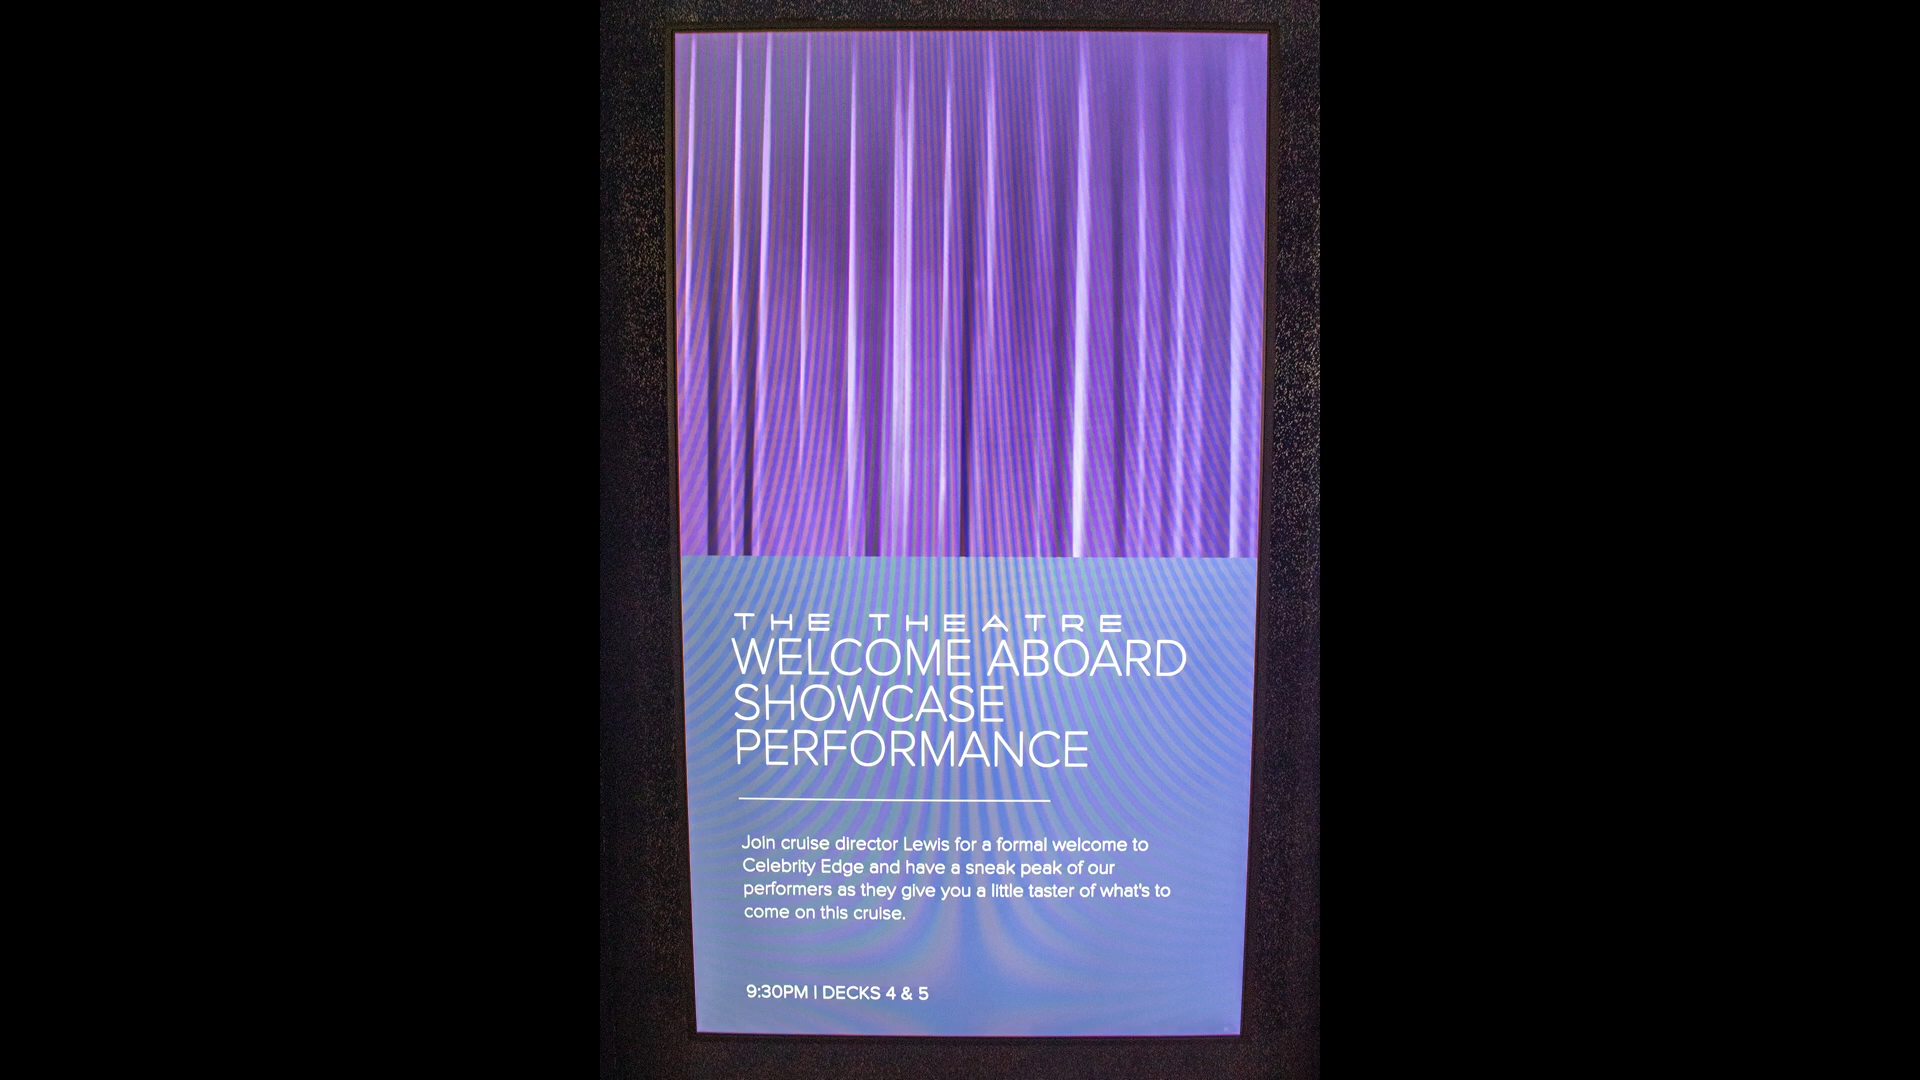 THE THEATRE
WELCOME ABOARD
SHOWCASE
PERFORMANCE
Join cruise director Lewis for a formal welcome to
Celebrity Edge and have a sneak peak of our
performers as they give you a little taster of what's to
come on this cruise.
9:30PM | DECKS 4 & 5